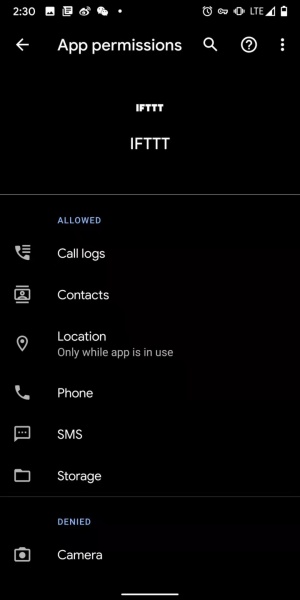 2:30
LTE
App permissions
IFTTT
IFTTT
ALLOWED
Call logs
Contacts
Location
Only while app is in use
Phone
SMS
Storage
DENIED
Camera